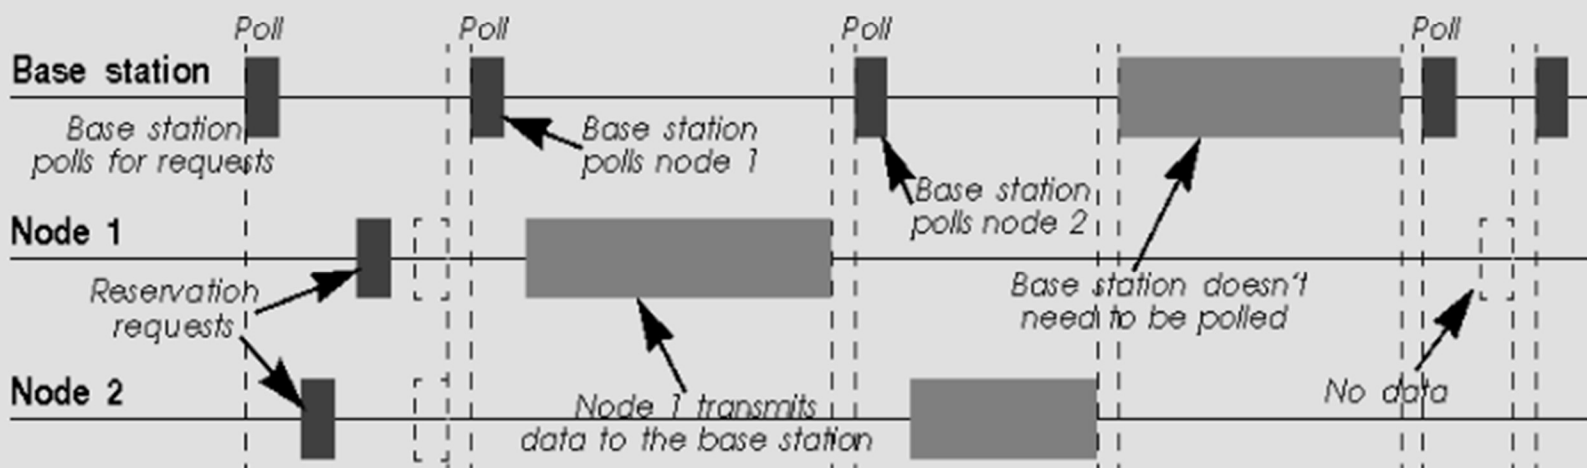 Poll
Poll
Poll
Poll
Base station
Base station
polls for requests
Base station
polls node 1
Base station
polls node 2
Node 1
Reservation
requests
Base station doesn't
need to be polled
Node 2
Node 1 transmits
data to the base station
No data